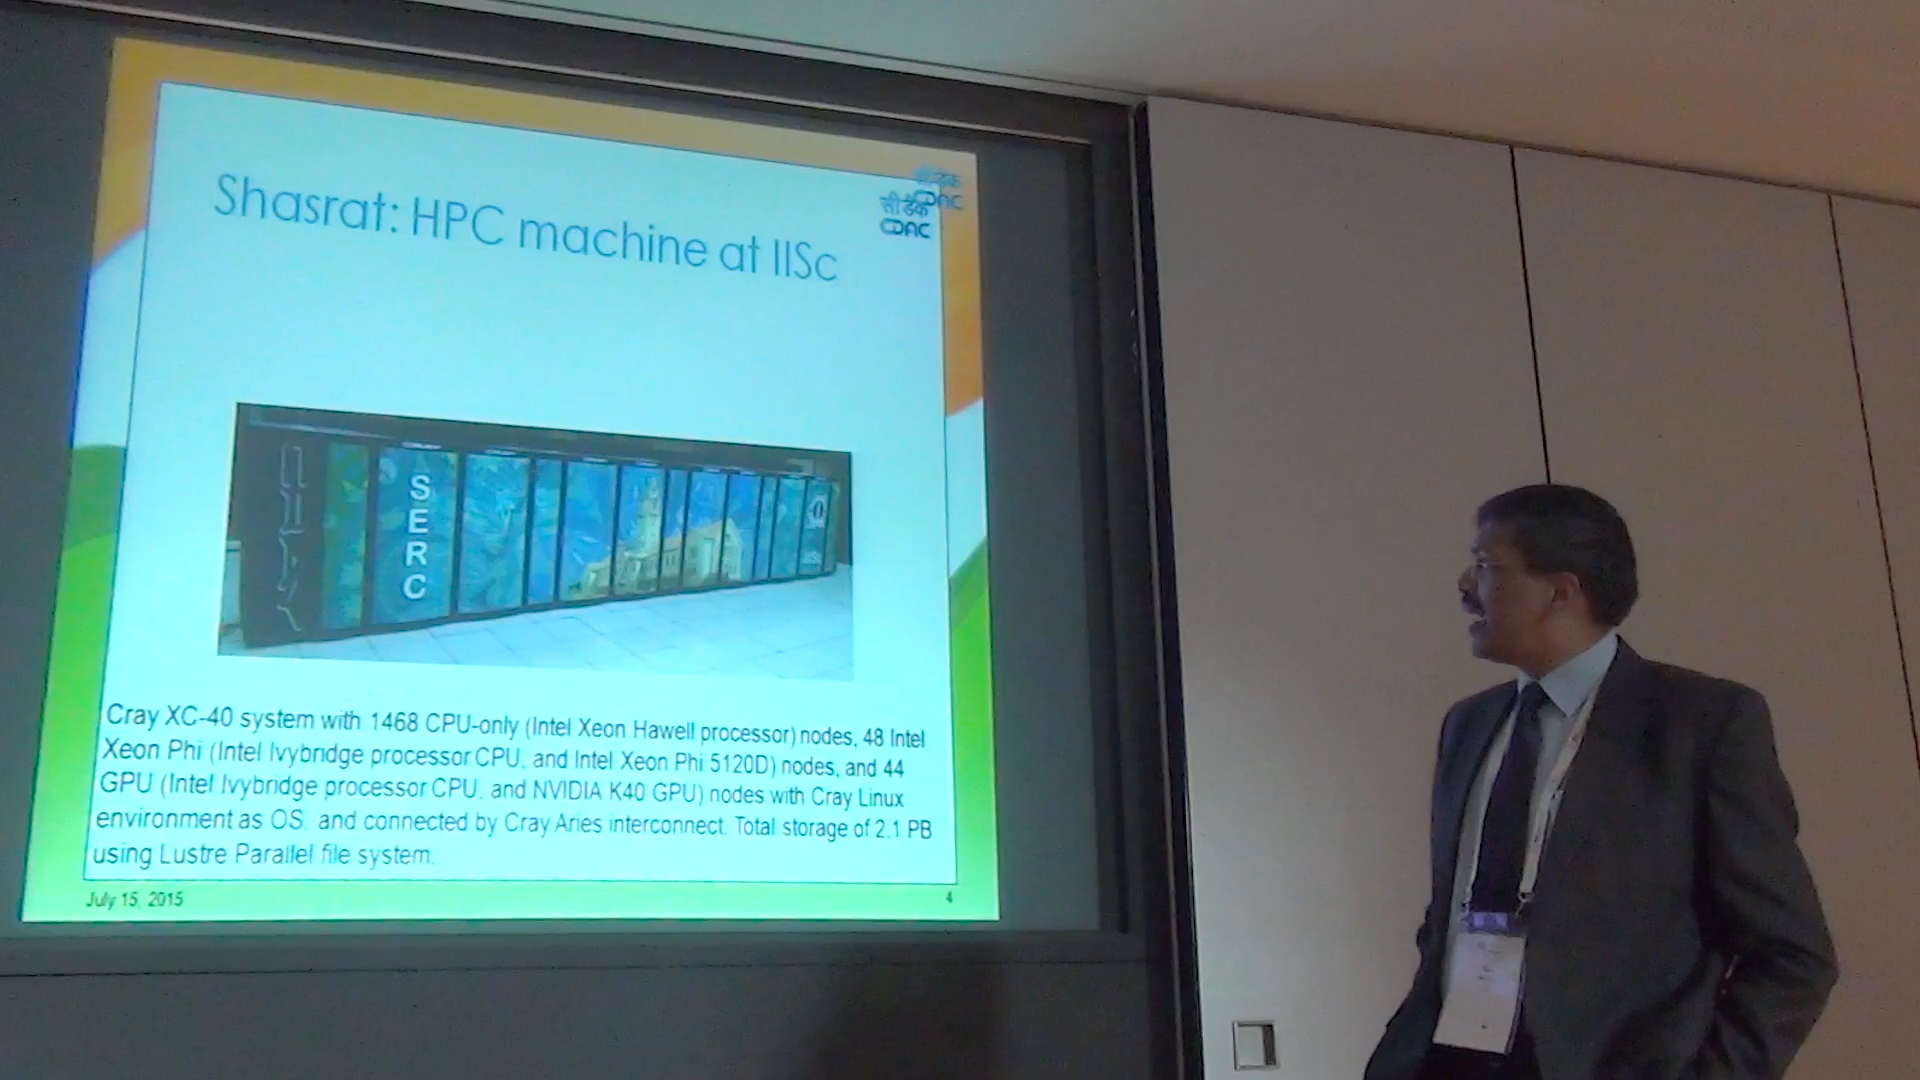 Shasrat: HPC machine at IISc
सी डैक
CDAC
सी डैक
CDAC
SERC
Cray XC-40 system with 1468 CPU-only (Intel Xeon Hawell processor) nodes, 48 Intel
Xeon Phi (Intel Ivybridge processor CPU, and Intel Xeon Phi 5120D) nodes, and 44
GPU (Intel Ivybridge processor CPU, and NVIDIA K40 GPU) nodes with Cray Linux
environment as OS, and connected by Cray Aries interconnect. Total storage of 2.1 PB
using Lustre Parallel file system.
July 15, 2015
4